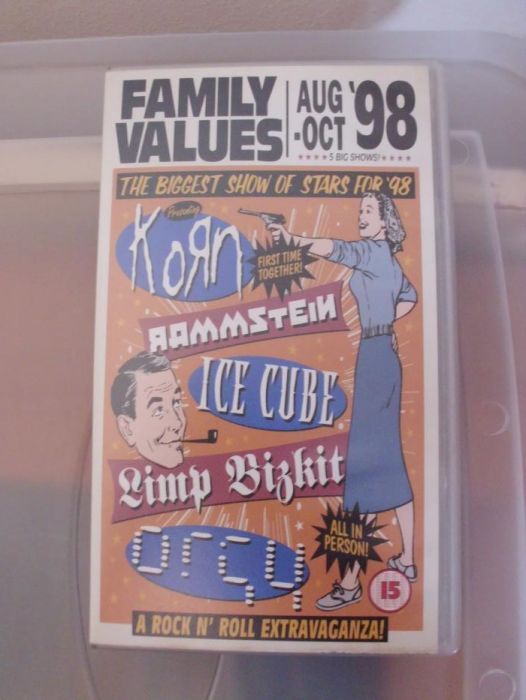 FAMILY
VALUES
AUG '98
-OCT
★★★★ 5 BIG SHOWS! ★★★★
THE BIGGEST SHOW OF STARS FOR '98
Presenting
KoЯn
FIRST TIME
TOGETHER!
RAMMSTEIN
ICE CUBE
Limp Bizkit
orgy
ALL IN
PERSON!
15
A ROCK N' ROLL EXTRAVAGANZA!